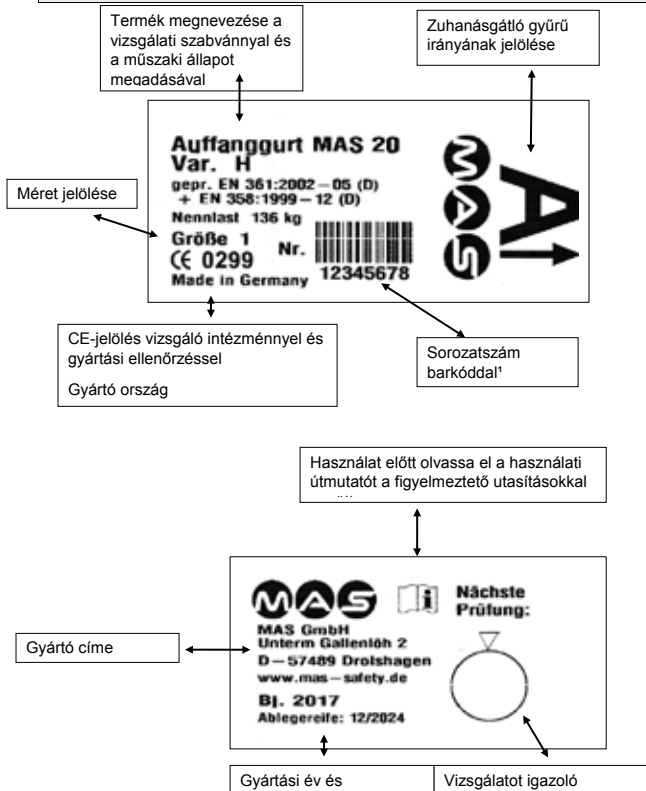 Termék megnevezése a
vizsgálati szabvánnyal és
a műszaki állapot
megadásával
Zuhanásgátló gyűrű
irányának jelölése
Méret jelölése
Auffanggurt MAS 20
Var. H
gepr. EN 361:2002-05 (D)
+ EN 358:1999-12 (D)
Nennlast 136 kg
Größe 1
Nr.
CE 0299
12345678
Made in Germany
MAS
A
CE-jelölés vizsgáló intézménnyel és
gyártási ellenőrzéssel
Gyártó ország
Sorozatszám
barkóddal¹
Használat előtt olvassa el a használati
útmutatót a figyelmeztető utasításokkal
Gyártó címe
MAS
i
Nächste
Prüfung:
MAS GmbH
Unterm Gallenlöh 2
D-57489 Drolshagen
www.mas-safety.de
Bj. 2017
Ablegereife: 12/2024
Gyártási év és
Vizsgálatot igazoló